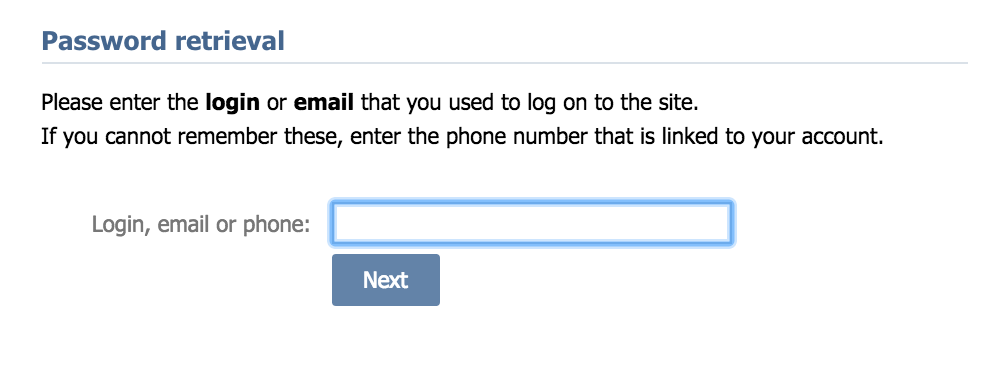 Password retrieval
Please enter the login or email that you used to log on to the site.
If you cannot remember these, enter the phone number that is linked to your account.
Login, email or phone:
Next